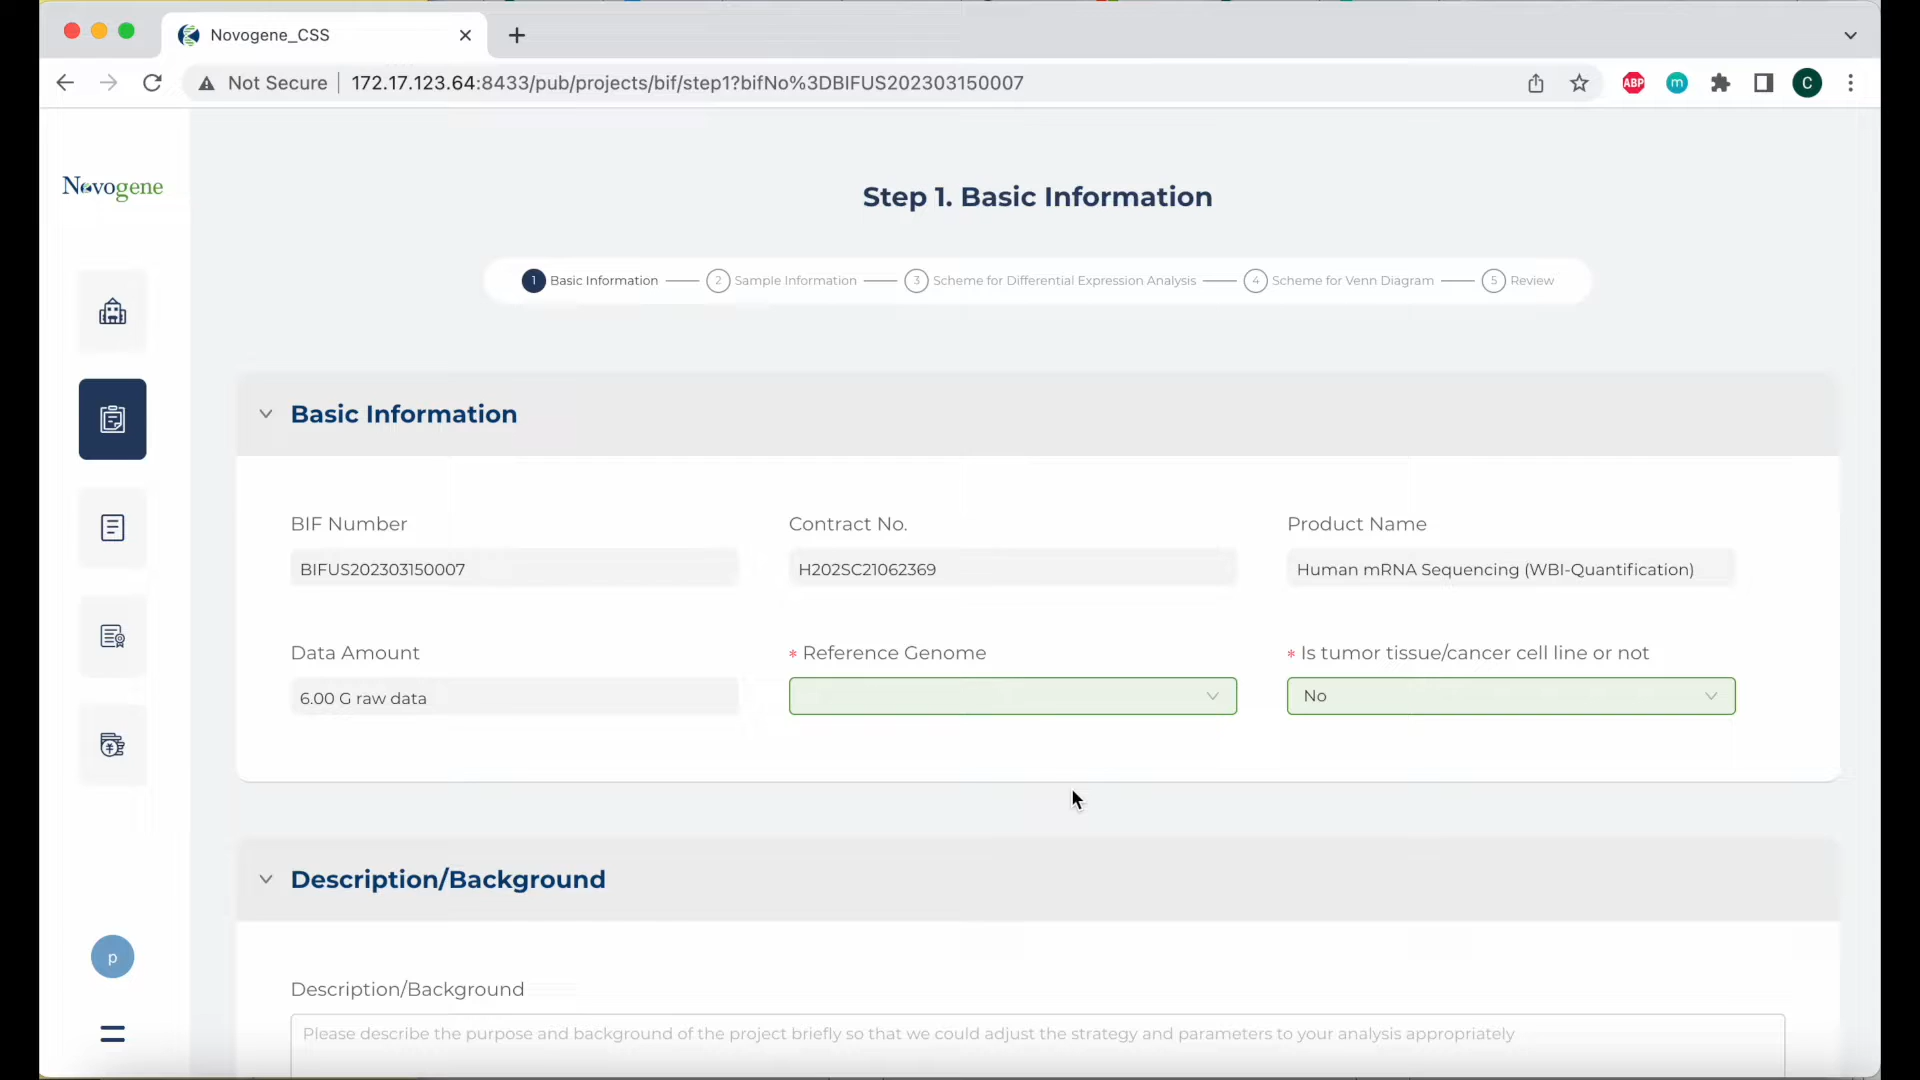 Novogene_CSS
Not Secure 172.17.123.64:8433/pub/projects/bif/step1?bifNo%3DBIFUS202303150007
ABP
m
C
Novogene
Step 1. Basic Information
1 Basic Information 2 Sample Information 3 Scheme for Differential Expression Analysis 4 Scheme for Venn Diagram 5 Review
Basic Information
BIF Number Contract No. Product Name
BIFUS202303150007 H202SC21062369 Human mRNA Sequencing (WBI-Quantification)
Data Amount * Reference Genome * Is tumor tissue/cancer cell line or not
6.00 G raw data No
Description/Background
p
Description/Background
Please describe the purpose and background of the project briefly so that we could adjust the strategy and parameters to your analysis appropriately